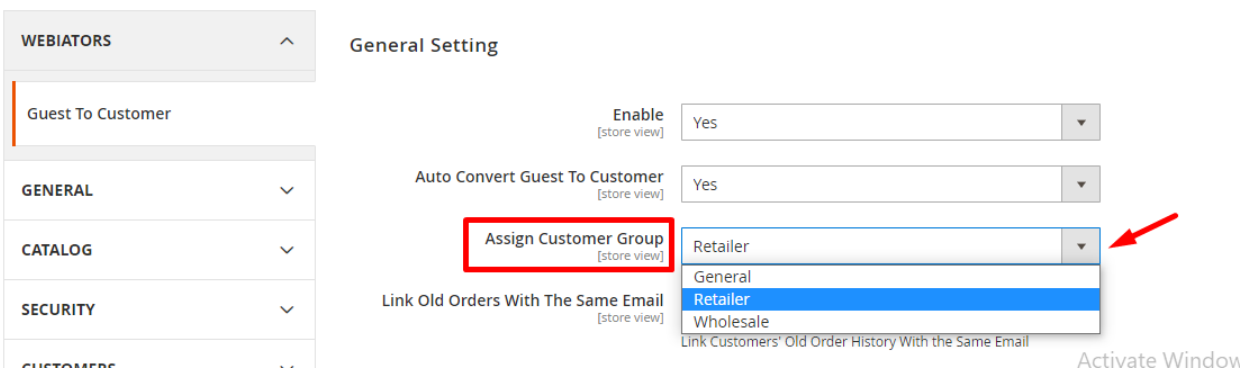 WEBIATORS
Guest To Customer
GENERAL
CATALOG
SECURITY
CUSTOMERS
General Setting
Enable
[store view]
Yes
Auto Convert Guest To Customer
[store view]
Yes
Assign Customer Group
[store view]
Retailer
General
Retailer
Wholesale
Link Old Orders With The Same Email
[store view]
Link Customers' Old Order History With the Same Email
Activate Window